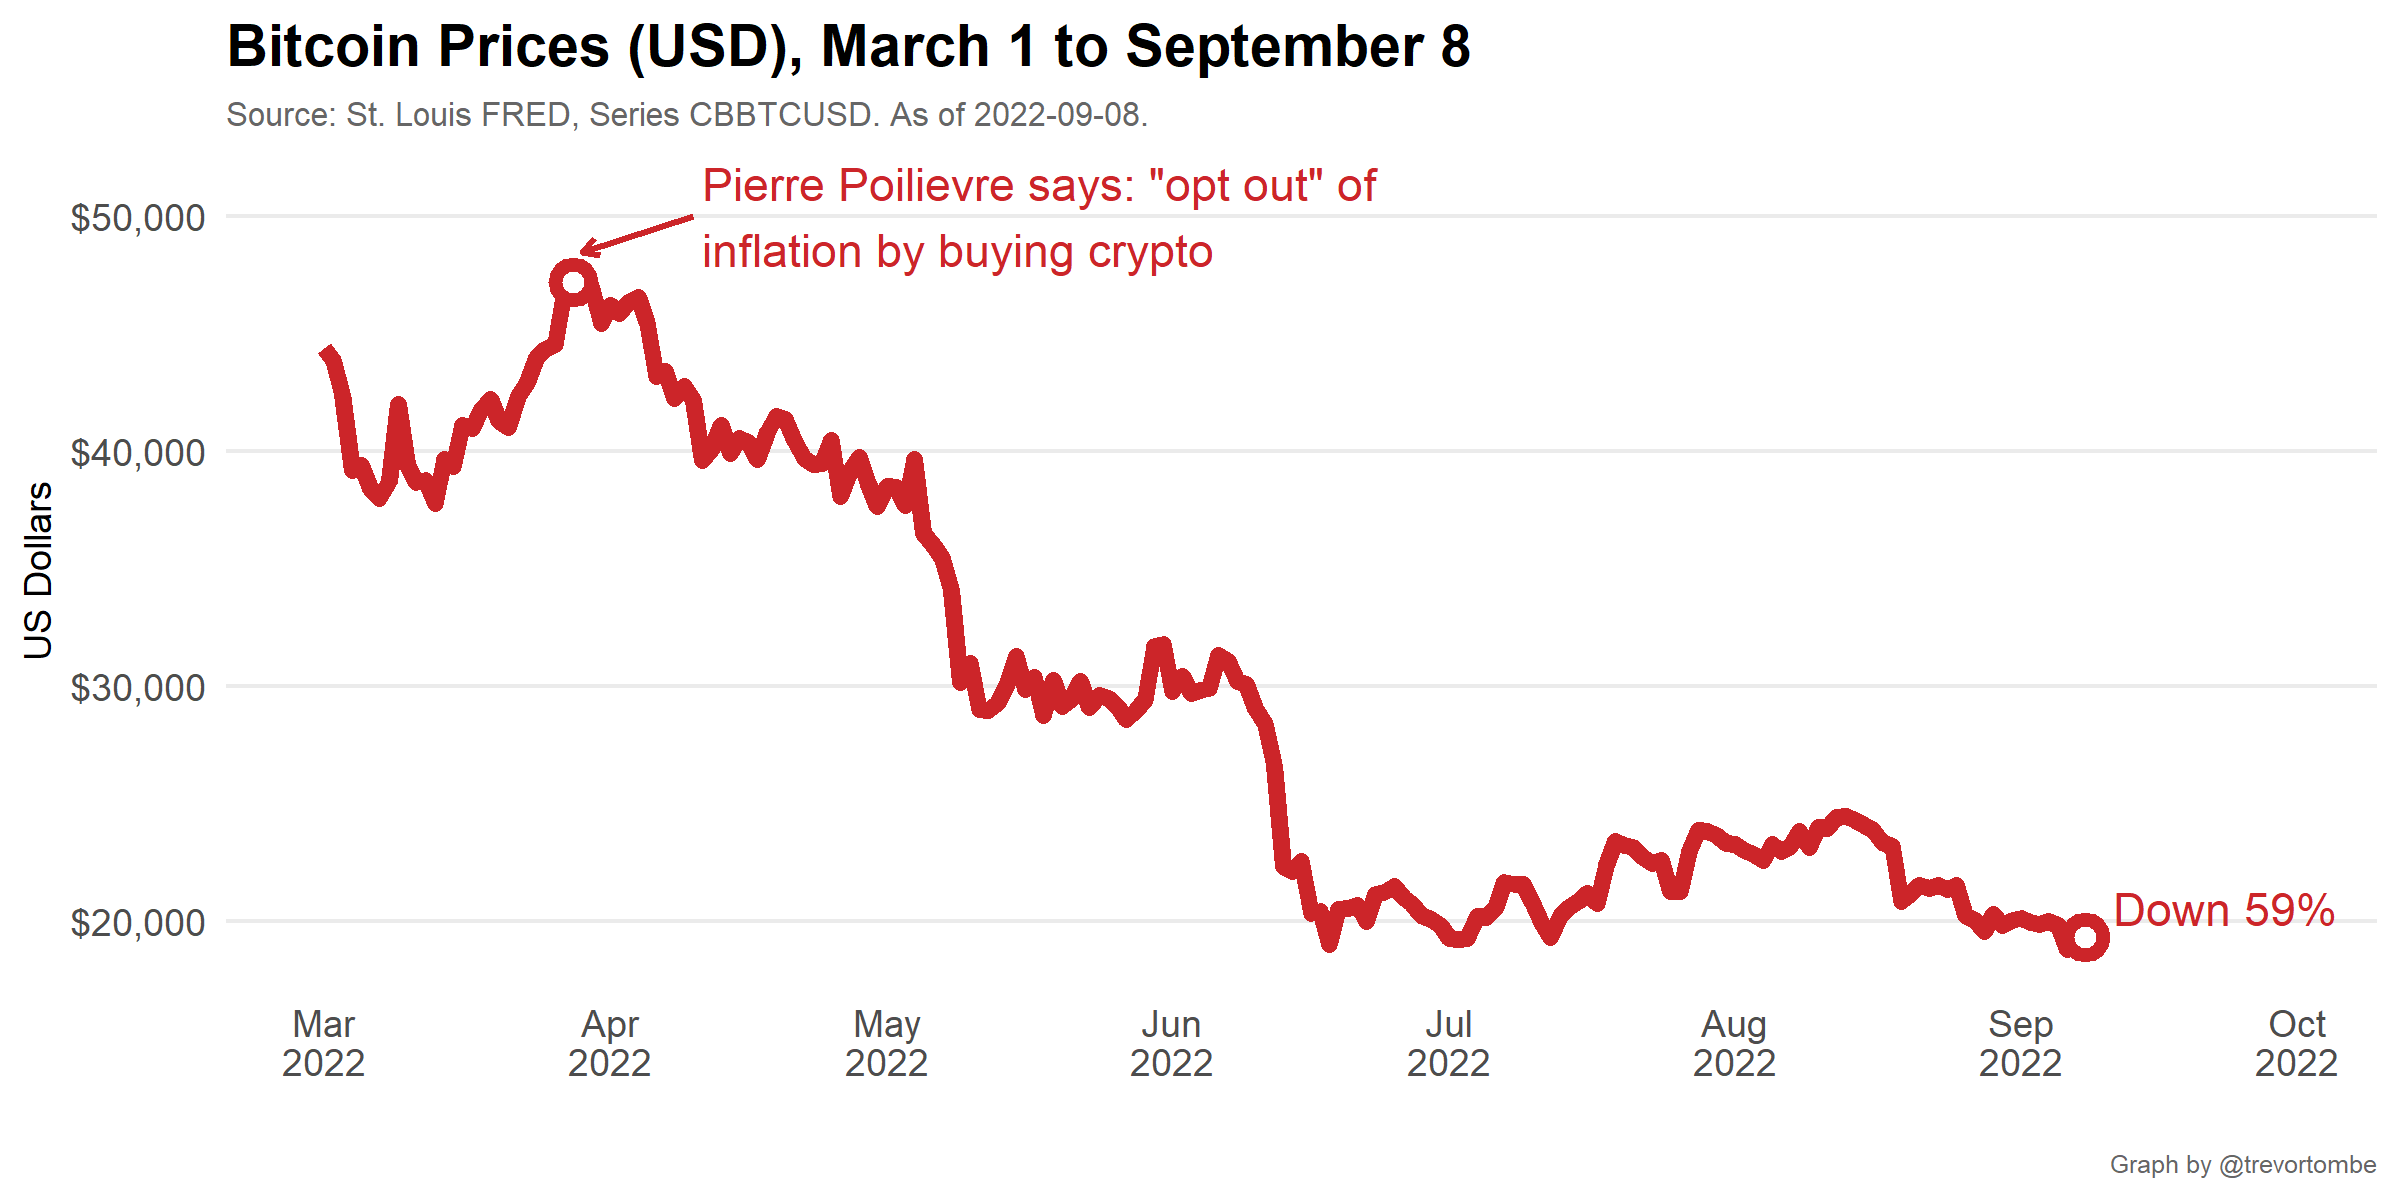 Bitcoin Prices (USD), March 1 to September 8
Source: St. Louis FRED, Series CBBTCUSD. As of 2022-09-08.
Pierre Poilievre says: "opt out" of
inflation by buying crypto
US Dollars
$50,000
$40,000
$30,000
$20,000
Down 59%
Mar
2022
Apr
2022
May
2022
Jun
2022
Jul
2022
Aug
2022
Sep
2022
Oct
2022
Graph by @trevortombe